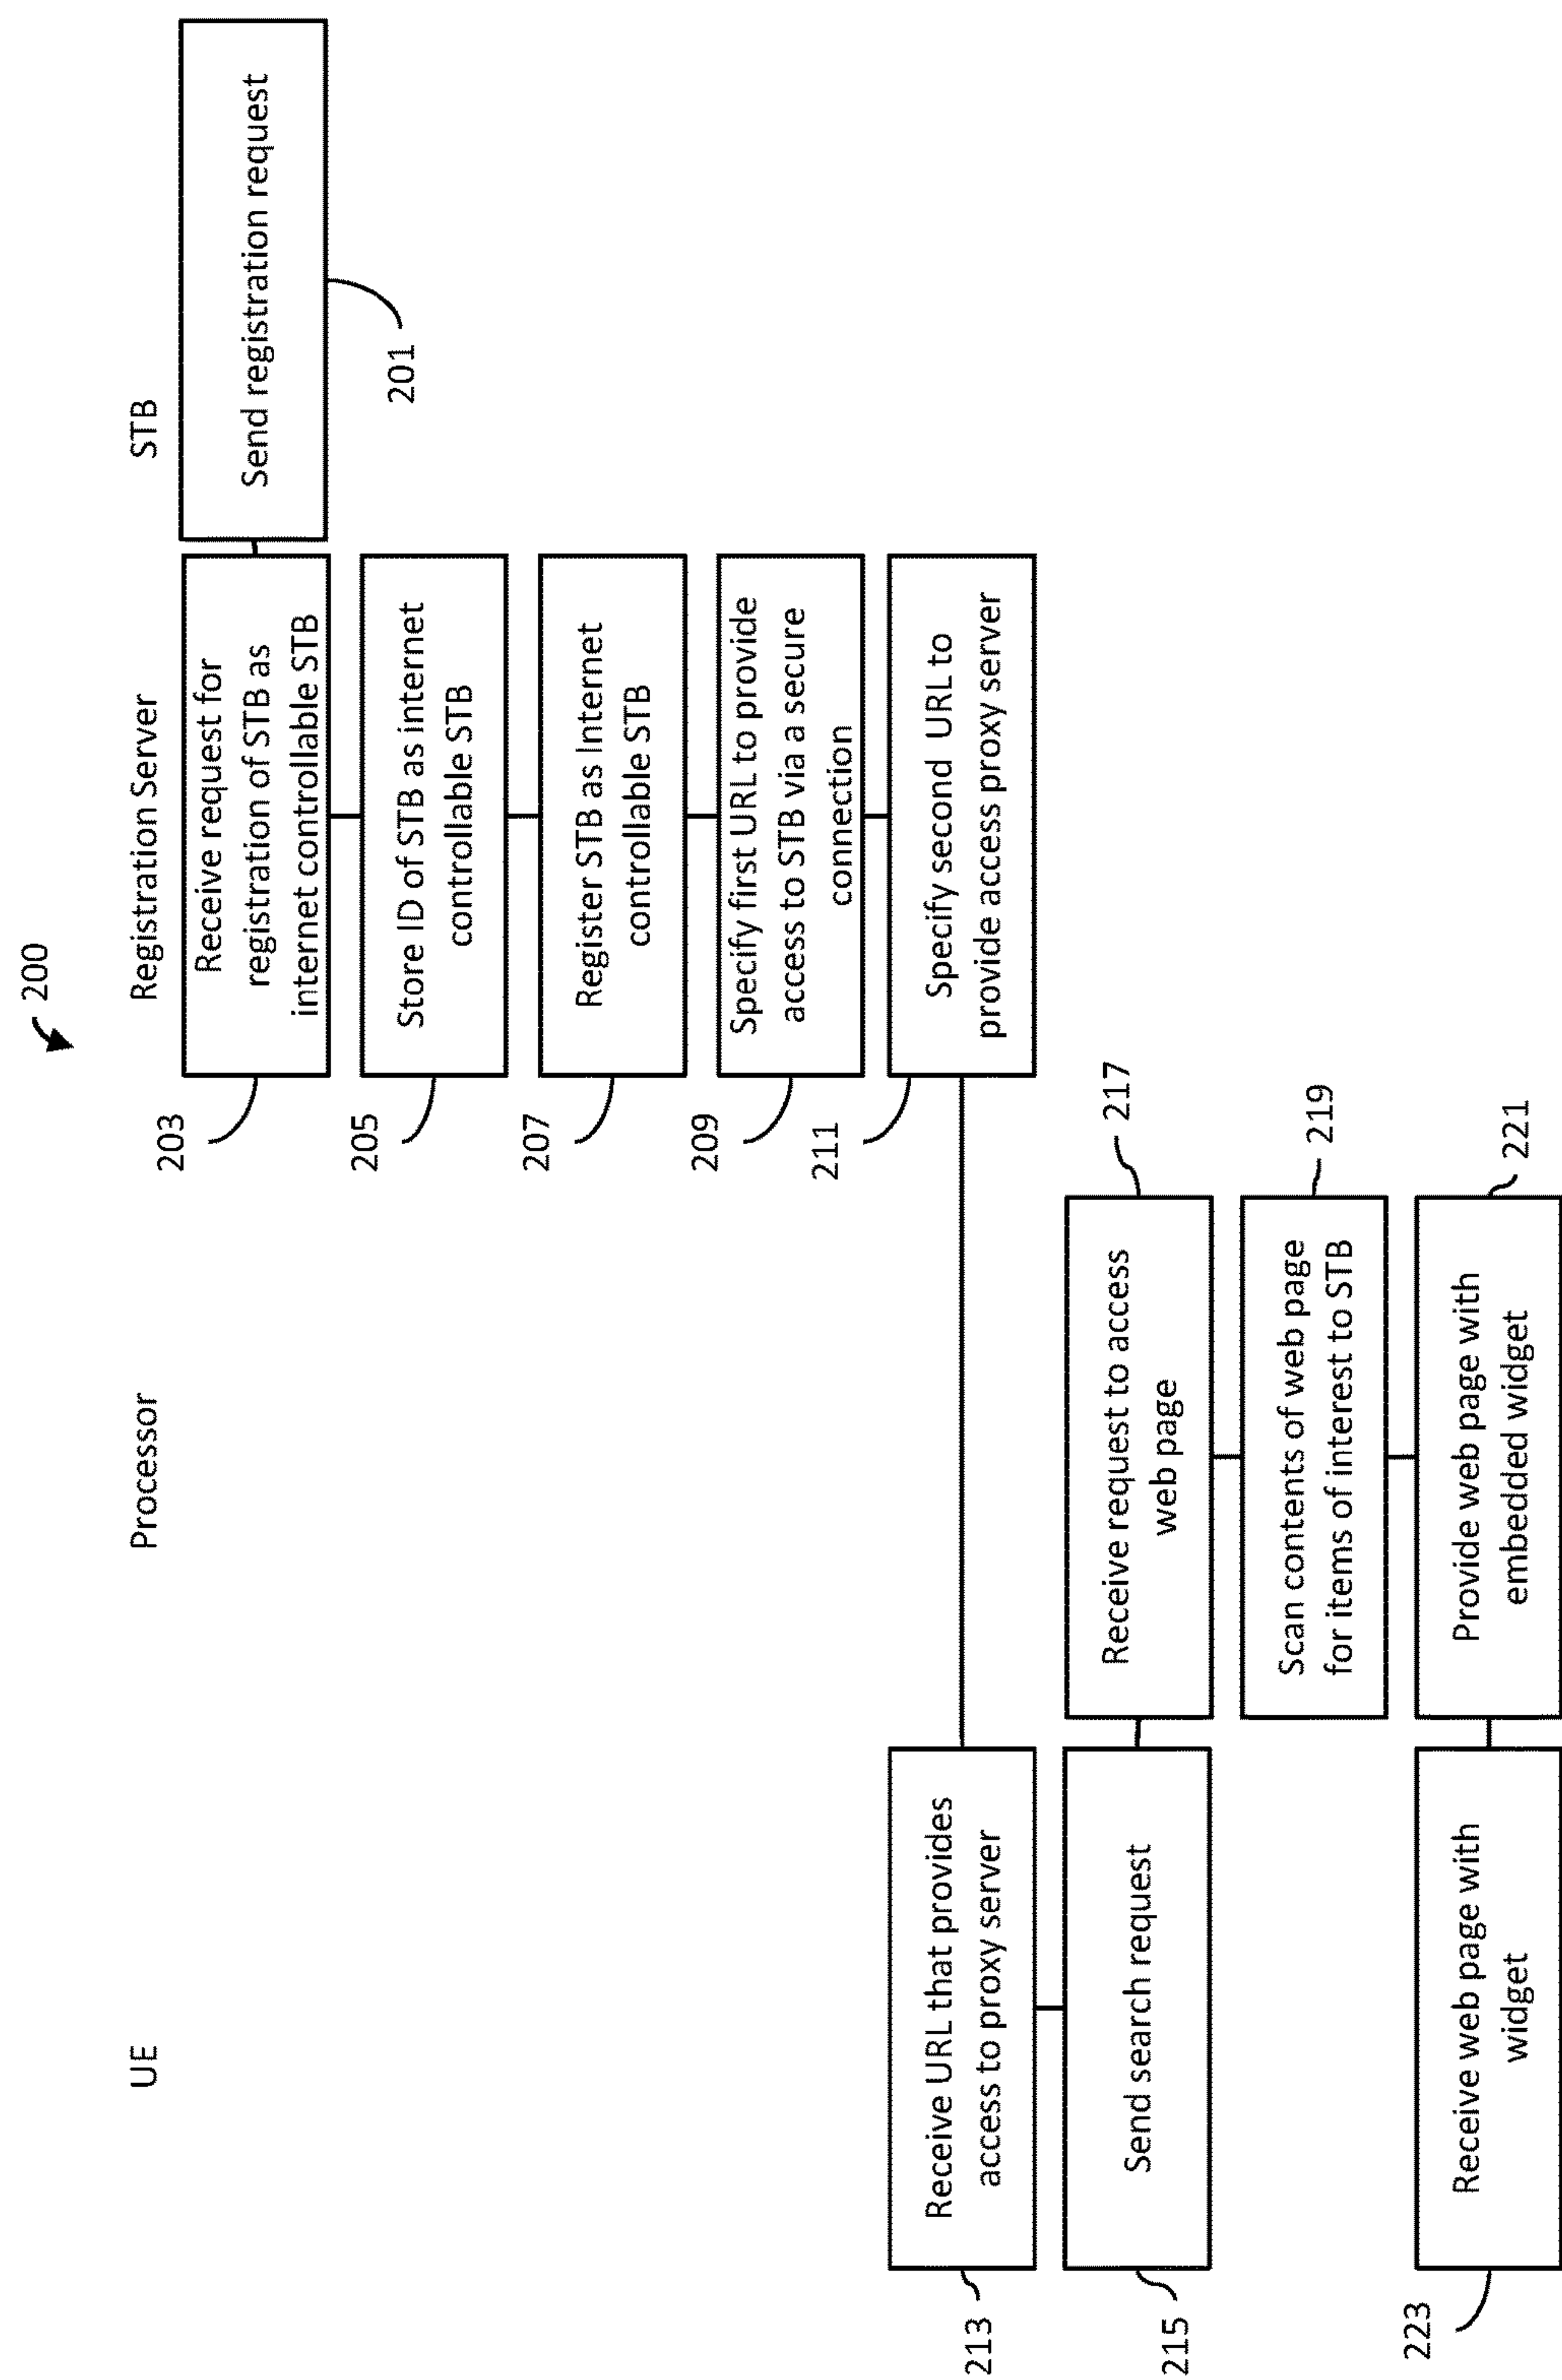 200
UE
Processor
Registration Server
STB
Send registration request
201
203
Receive request for
registration of STB as
internet controllable STB
205
Store ID of STB as internet
controllable STB
207
Register STB as Internet
controllable STB
209
Specify first URL to provide
access to STB via a secure
connection
211
Specify second URL to
provide access proxy server
213
Receive URL that provides
access to proxy server
215
Send search request
Receive request to access
web page
217
Scan contents of web page
for items of interest to STB
219
Provide web page with
embedded widget
221
223
Receive web page with
widget